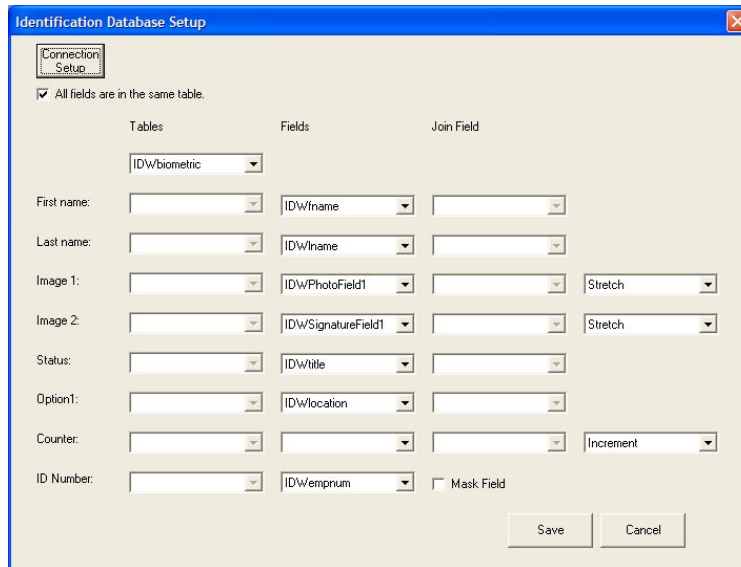 Identification Database Setup
Connection
Setup
All fields are in the same table.
Tables Fields Join Field
IDWbiometric
First name: IDWfname
Last name: IDWlname
Image 1: IDWPhotoField1 Stretch
Image 2: IDWSignatureField1 Stretch
Status: IDWtitle
Option1: IDWlocation
Counter: Increment
ID Number: IDWempnum Mask Field
Save Cancel